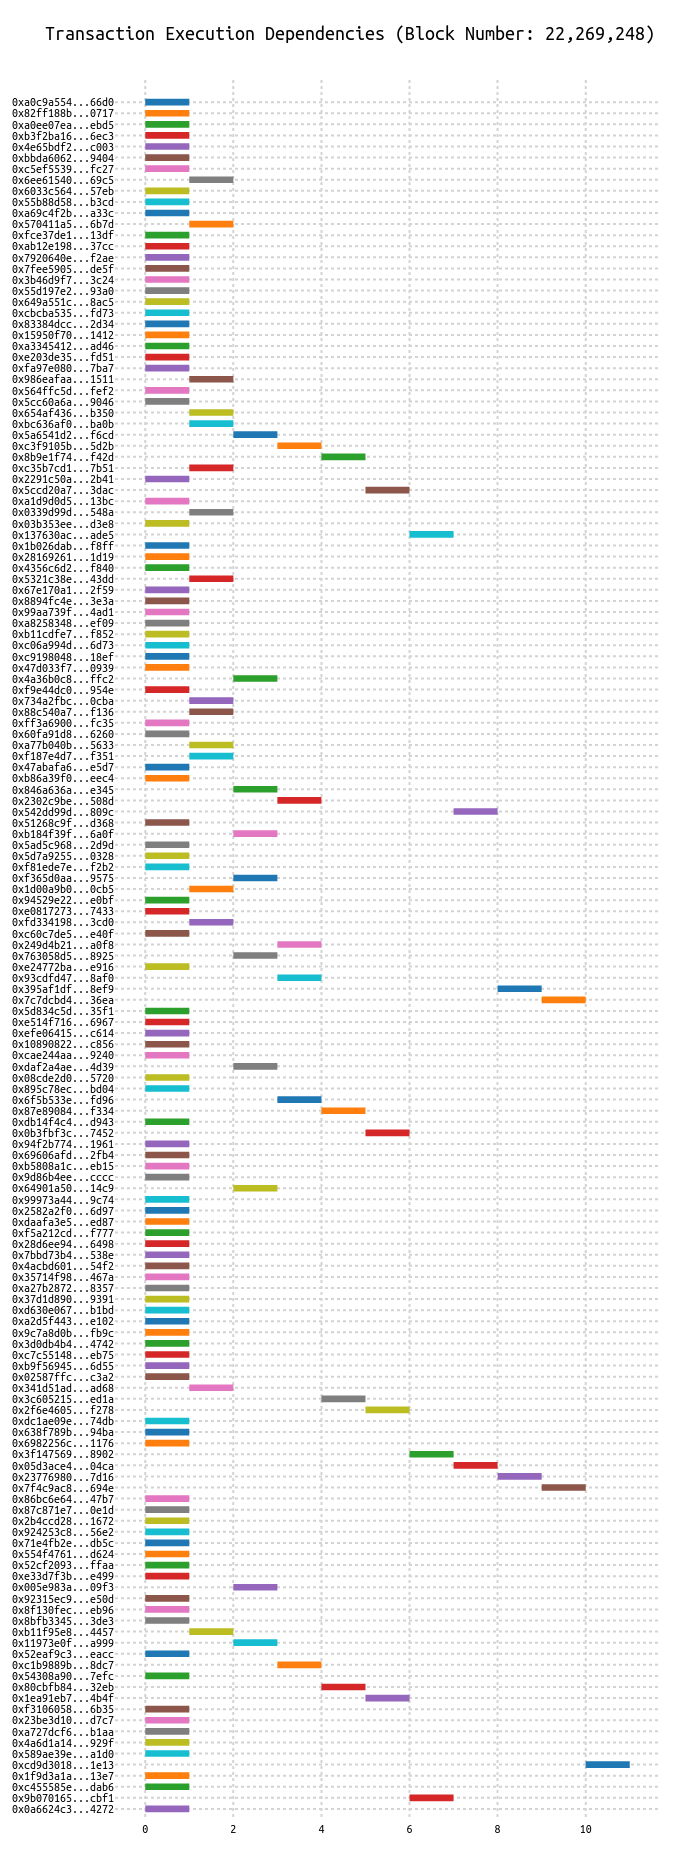 Transaction Execution Dependencies (Block Number: 22,269,248)
0xa0c9a554...66d0
0x82ff188b...0717
0xa0ee07ea...ebd5
0xb3f2ba16...6ec3
0x4e65bdf2...c003
0xbbda6062...9404
0xc5ef5539...fc27
0x6ee61540...69c5
0x6033c564...57eb
0x55b88d58...b3cd
0xa69c4f2b...a33c
0x570411a5...6b7d
0xfce37de1...13df
0xab12e198...37cc
0x7920640e...f2ae
0x7fee5905...de5f
0x3b46d9f7...3c24
0x55d197e2...93a0
0x649a551c...8ac5
0xcbcba535...fd73
0x83384dcc...2d34
0x15950f70...1412
0xa3345412...ad46
0xe203de35...fd51
0xfa97e080...7ba7
0x986eafaa...1511
0x564ffc5d...fef2
0x5cc60a6a...9046
0x654af436...b350
0xbc636af0...ba0b
0x5a6541d2...f6cd
0xc3f9105b...5d2b
0x8b9e1f74...f42d
0xc35b7cd1...7b51
0x2291c50a...2b41
0x5ccd20a7...3dac
0xa1d9d0d5...13bc
0x0339d99d...548a
0x03b353ee...d3e8
0x137630ac...ade5
0x1b026dab...f8ff
0x28169261...1d19
0x4356c6d2...f840
0x5321c38e...43dd
0x67e170a1...2f59
0x8894fc4e...3e3a
0x99aa739f...4ad1
0xa8258348...ef09
0xb11cdfe7...f852
0xc06a994d...6d73
0xc9198048...18ef
0x47d033f7...0939
0x4a36b0c8...ffc2
0xf9e44dc0...954e
0x734a2fbc...0cba
0x88c540a7...f136
0xff3a6900...fc35
0x60fa91d8...6260
0xa77b040b...5633
0xf187e4d7...f351
0x47abafa6...e5d7
0xb86a39f0...eec4
0x846a636a...e345
0x2302c9be...508d
0x542dd99d...809c
0x51268c9f...d368
0xb184f39f...6a0f
0x5ad5c968...2d9d
0x5d7a9255...0328
0xf81ede7e...f2b2
0xf365d0aa...9575
0x1d00a9b0...0cb5
0x94529e22...e0bf
0xe0817273...7433
0xfd334198...3cd0
0xc60c7de5...e40f
0x249d4b21...a0f8
0x763058d5...8925
0xe24772ba...e916
0x93cdfd47...8af0
0x395af1df...8ef9
0x7c7dcbd4...36ea
0x5d834c5d...35f1
0xe514f716...6967
0xefe06415...c614
0x10890822...c856
0xcae244aa...9240
0xdaf2a4ae...4d39
0x08cde2d0...5720
0x895c78ec...bd04
0x6f5b533e...fd96
0x87e89084...f334
0xdb14f4c4...d943
0x0b3fbf3c...7452
0x94f2b774...1961
0x69606afd...2fb4
0xb5808a1c...eb15
0x9d86b4ee...cccc
0x64901a50...14c9
0x99973a44...9c74
0x2582a2f0...6d97
0xdaafa3e5...ed87
0xf5a212cd...f777
0x28d6ee94...6498
0x7bbd73b4...538e
0x4acbd601...54f2
0x35714f98...467a
0xa27b2872...8357
0x37d1d890...9391
0xd630e067...b1bd
0xa2d5f443...e102
0x9c7a8d0b...fb9c
0x3d0db4b4...4742
0xc7c55148...eb75
0xb9f56945...6d55
0x02587ffc...c3a2
0x341d51ad...ad68
0x3c605215...ed1a
0x2f6e4605...f278
0xdc1ae09e...74db
0x638f789b...94ba
0x6982256c...1176
0x3f147569...8902
0x05d3ace4...04ca
0x23776980...7d16
0x7f4c9ac8...694e
0x86bc6e64...47b7
0x87c871e7...0e1d
0x2b4ccd28...1672
0x924253c8...56e2
0x71e4fb2e...db5c
0x554f4761...d624
0x52cf2093...ffaa
0xe33d7f3b...e499
0x005e983a...09f3
0x92315ec9...e50d
0x8f130fec...eb96
0x8bfb3345...3de3
0xb11f95e8...4457
0x11973e0f...a999
0x52eaf9c3...eacc
0xc1b9889b...8dc7
0x54308a90...7efc
0x80cbfb84...32eb
0x1ea91eb7...4b4f
0xf3106058...6b35
0x23be3d10...d7c7
0xa727dcf6...b1aa
0x4a6d1a14...929f
0x589ae39e...a1d0
0xcd9d3018...1e13
0x1f9d3a1a...13e7
0xc455585e...dab6
0x9b070165...cbf1
0x0a6624c3...4272
0 2 4 6 8 10